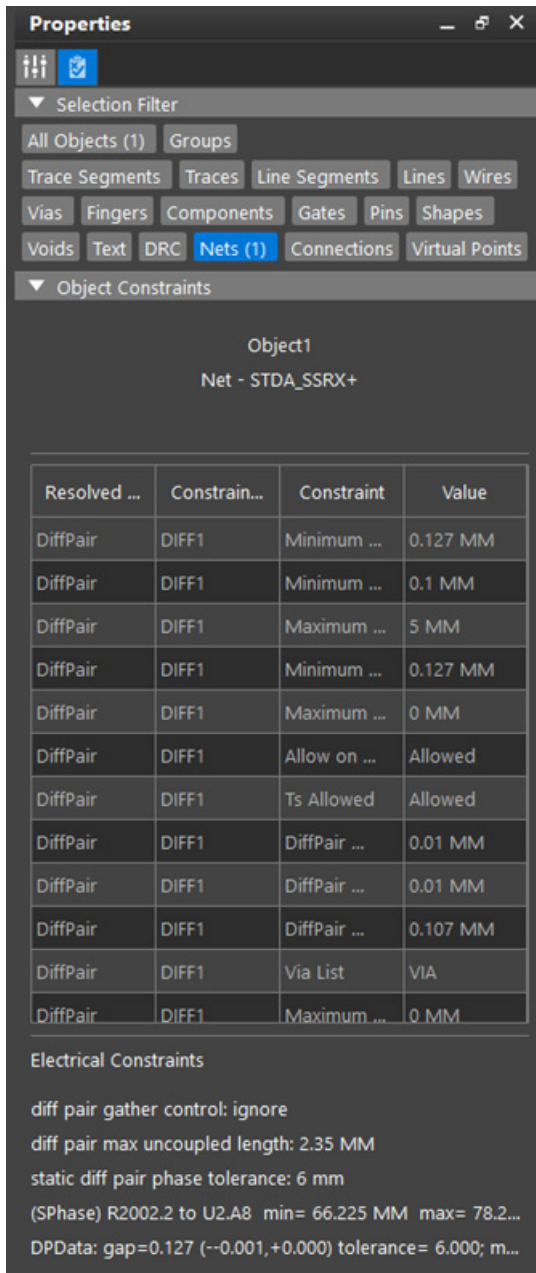 Properties
Selection Filter
All Objects (1) Groups
Trace Segments Traces Line Segments Lines Wires
Vias Fingers Components Gates Pins Shapes
Voids Text DRC Nets (1) Connections Virtual Points
Object Constraints
Object1
Net - STDA_SSRX+
Resolved ... Constrain... Constraint Value
DiffPair DIFF1 Minimum ... 0.127 MM
DiffPair DIFF1 Minimum ... 0.1 MM
DiffPair DIFF1 Maximum ... 5 MM
DiffPair DIFF1 Minimum ... 0.127 MM
DiffPair DIFF1 Maximum ... 0 MM
DiffPair DIFF1 Allow on ... Allowed
DiffPair DIFF1 Ts Allowed Allowed
DiffPair DIFF1 DiffPair ... 0.01 MM
DiffPair DIFF1 DiffPair ... 0.01 MM
DiffPair DIFF1 DiffPair ... 0.107 MM
DiffPair DIFF1 Via List VIA
DiffPair DIFF1 Maximum ... 0 MM
Electrical Constraints
diff pair gather control: ignore
diff pair max uncoupled length: 2.35 MM
static diff pair phase tolerance: 6 mm
(SPhase) R2002.2 to U2.A8 min= 66.225 MM max= 78.2...
DPData: gap=0.127 (--0.001,+0.000) tolerance= 6.000; m...